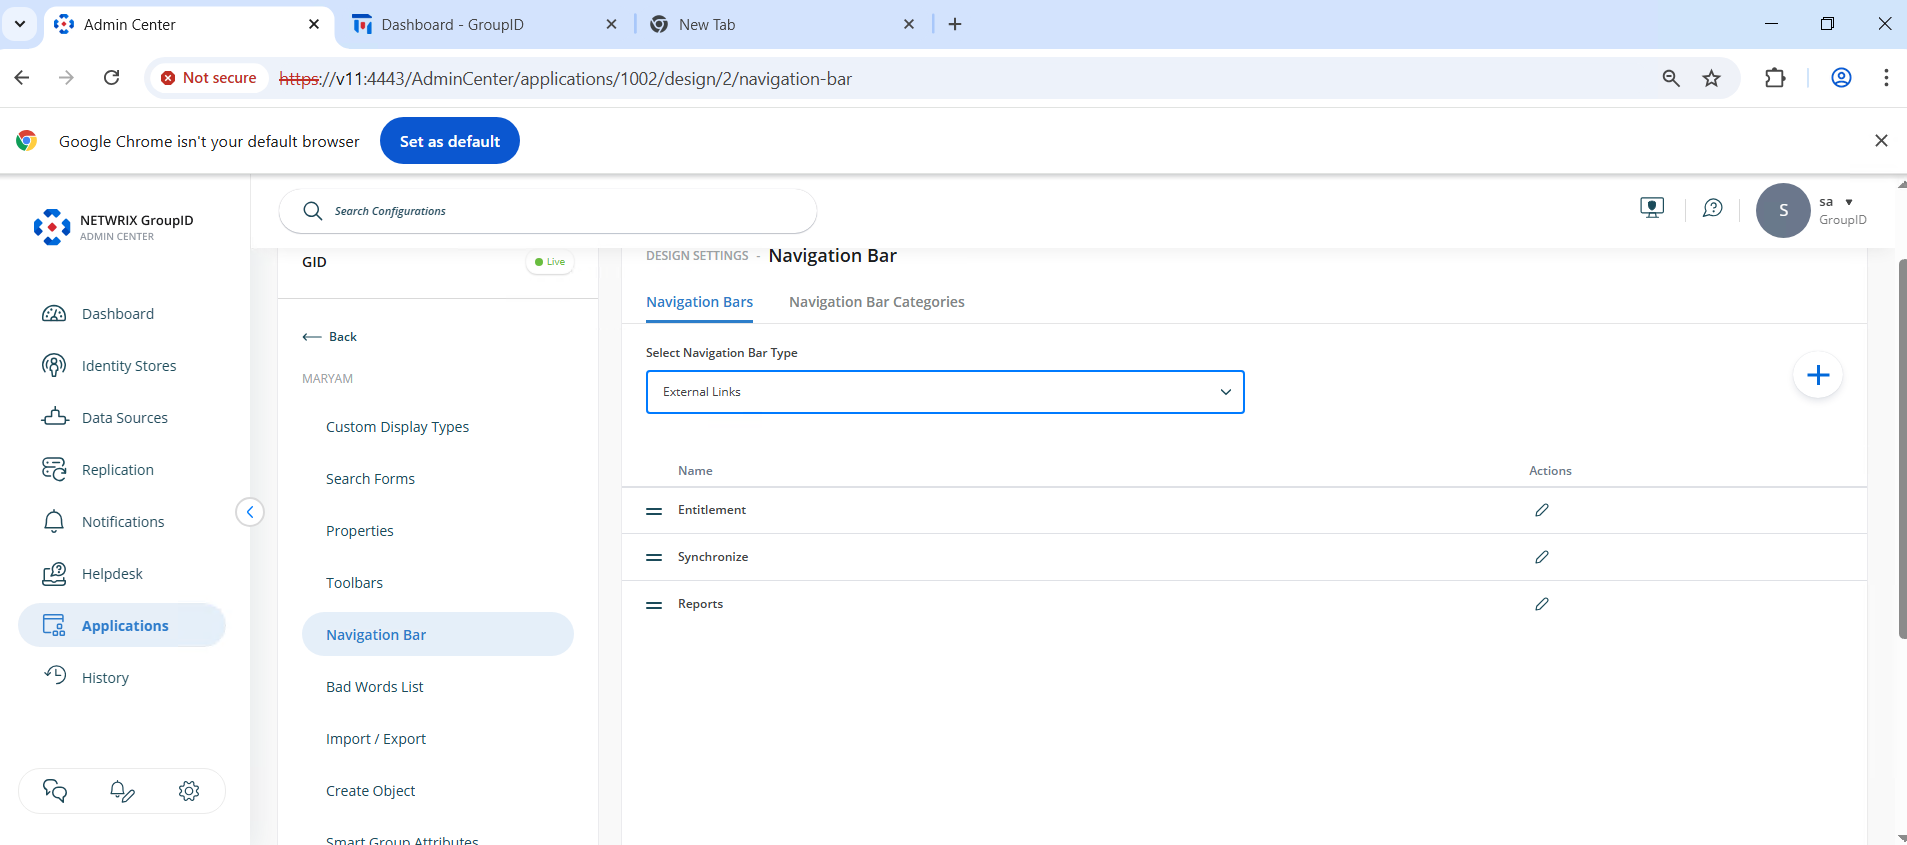 Admin Center
Dashboard - GroupID
New Tab
Not secure
https://v11:4443/AdminCenter/applications/1002/design/2/navigation-bar
Google Chrome isn't your default browser
Set as default
NETWRIX GroupID
ADMIN CENTER
Search Configurations
S
sa
GroupID
Dashboard
Identity Stores
Data Sources
Replication
Notifications
Helpdesk
Applications
History
GID
Live
Back
MARYAM
Custom Display Types
Search Forms
Properties
Toolbars
Navigation Bar
Bad Words List
Import / Export
Create Object
Smart Group Attributes
DESIGN SETTINGS - Navigation Bar
Navigation Bars
Navigation Bar Categories
Select Navigation Bar Type
External Links
Name
Actions
Entitlement
Synchronize
Reports